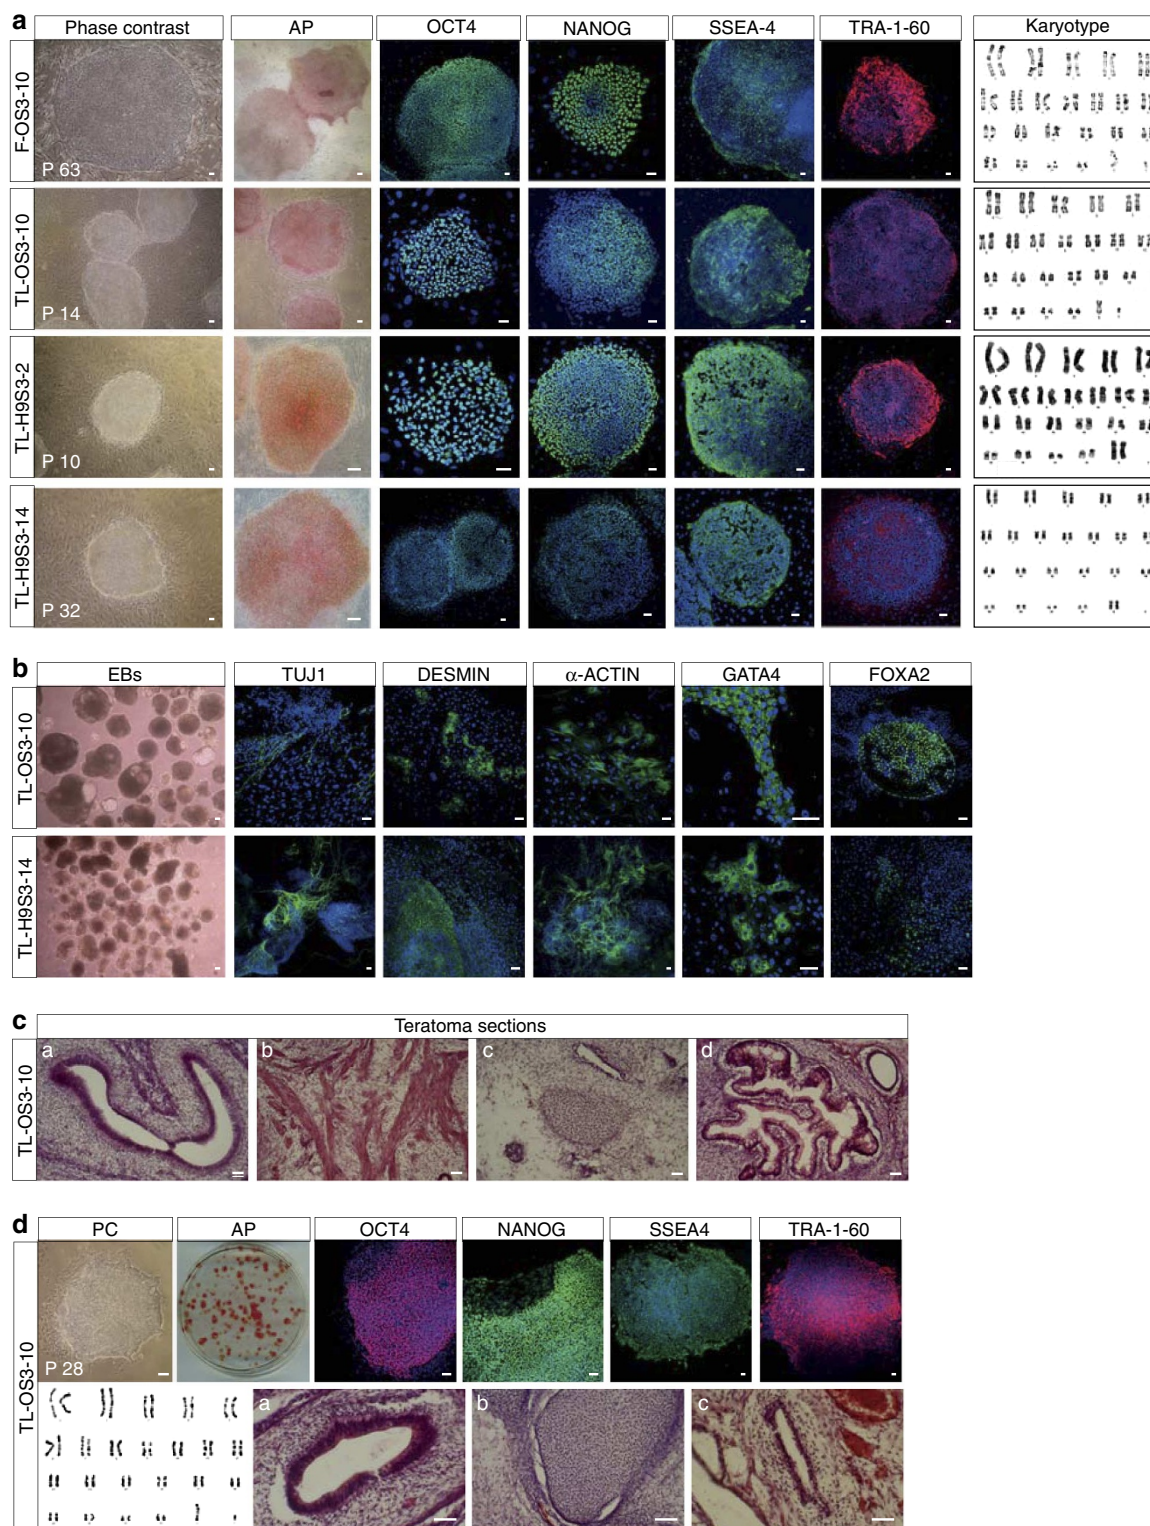 a
Phase contrast AP OCT4 NANOG SSEA-4 TRA-1-60 Karyotype
F-OS3-10
P 63
TL-OS3-10
P 14
TL-H9S3-2
P 10
TL-H9S3-14
P 32
b
EBs TUJ1 DESMIN α-ACTIN GATA4 FOXA2
TL-OS3-10
TL-H9S3-14
c
Teratoma sections
TL-OS3-10
a b c d
d
PC AP OCT4 NANOG SSEA4 TRA-1-60
TL-OS3-10
P 28
a b c